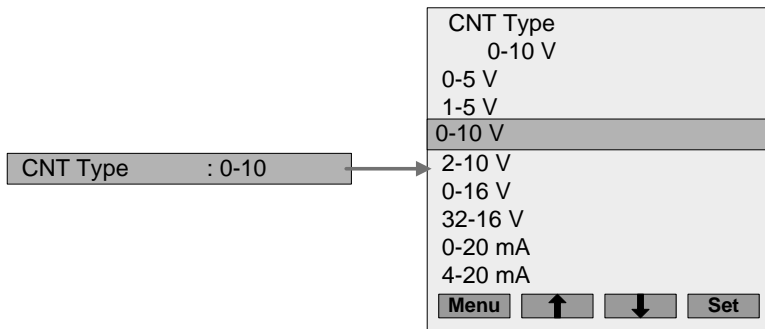 CNT Type : 0-10
CNT Type
0-10 V
0-5 V
1-5 V
0-10 V
2-10 V
0-16 V
32-16 V
0-20 mA
4-20 mA
Menu Set